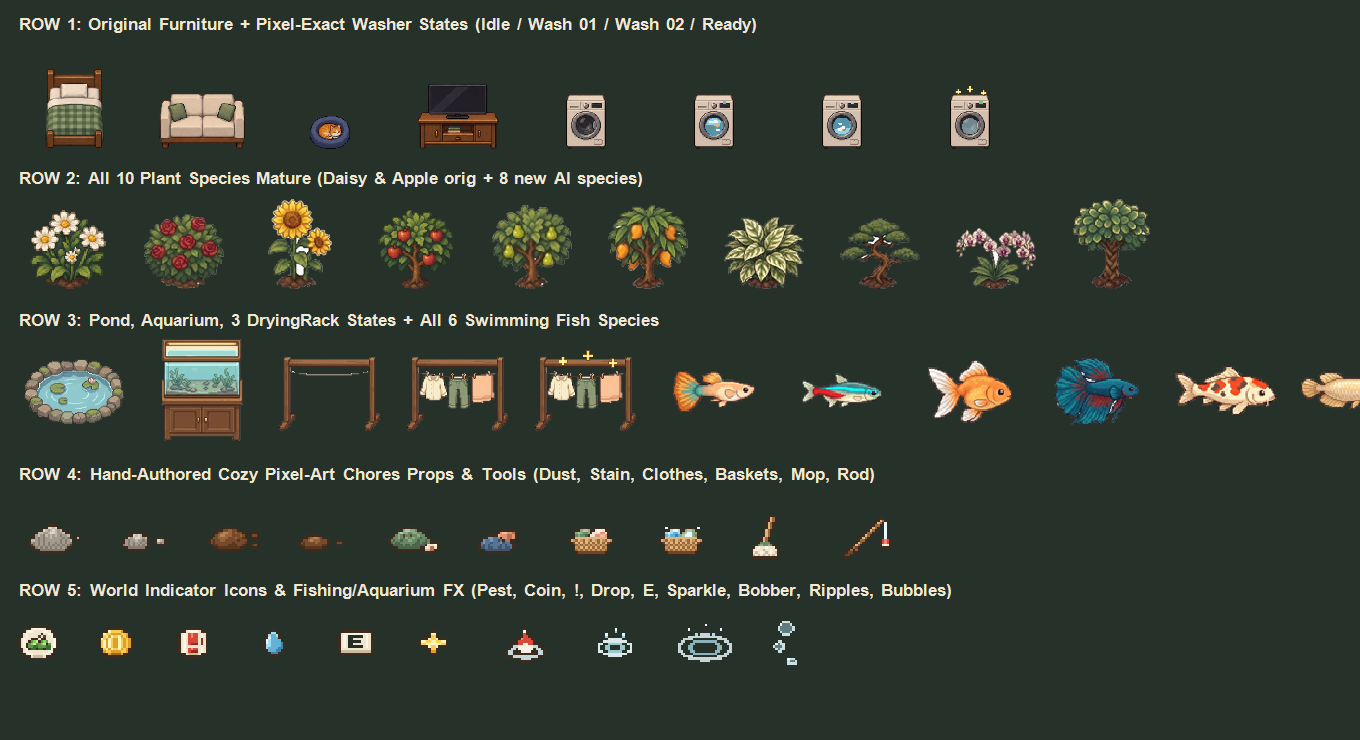 ROW 1: Original Furniture + Pixel-Exact Washer States (Idle / Wash 01 / Wash 02 / Ready)
ROW 2: All 10 Plant Species Mature (Daisy & Apple orig + 8 new AI species)
ROW 3: Pond, Aquarium, 3 DryingRack States + All 6 Swimming Fish Species
ROW 4: Hand-Authored Cozy Pixel-Art Chores Props & Tools (Dust, Stain, Clothes, Baskets, Mop, Rod)
ROW 5: World Indicator Icons & Fishing/Aquarium FX (Pest, Coin, !, Drop, E, Sparkle, Bobber, Ripples, Bubbles)
! E